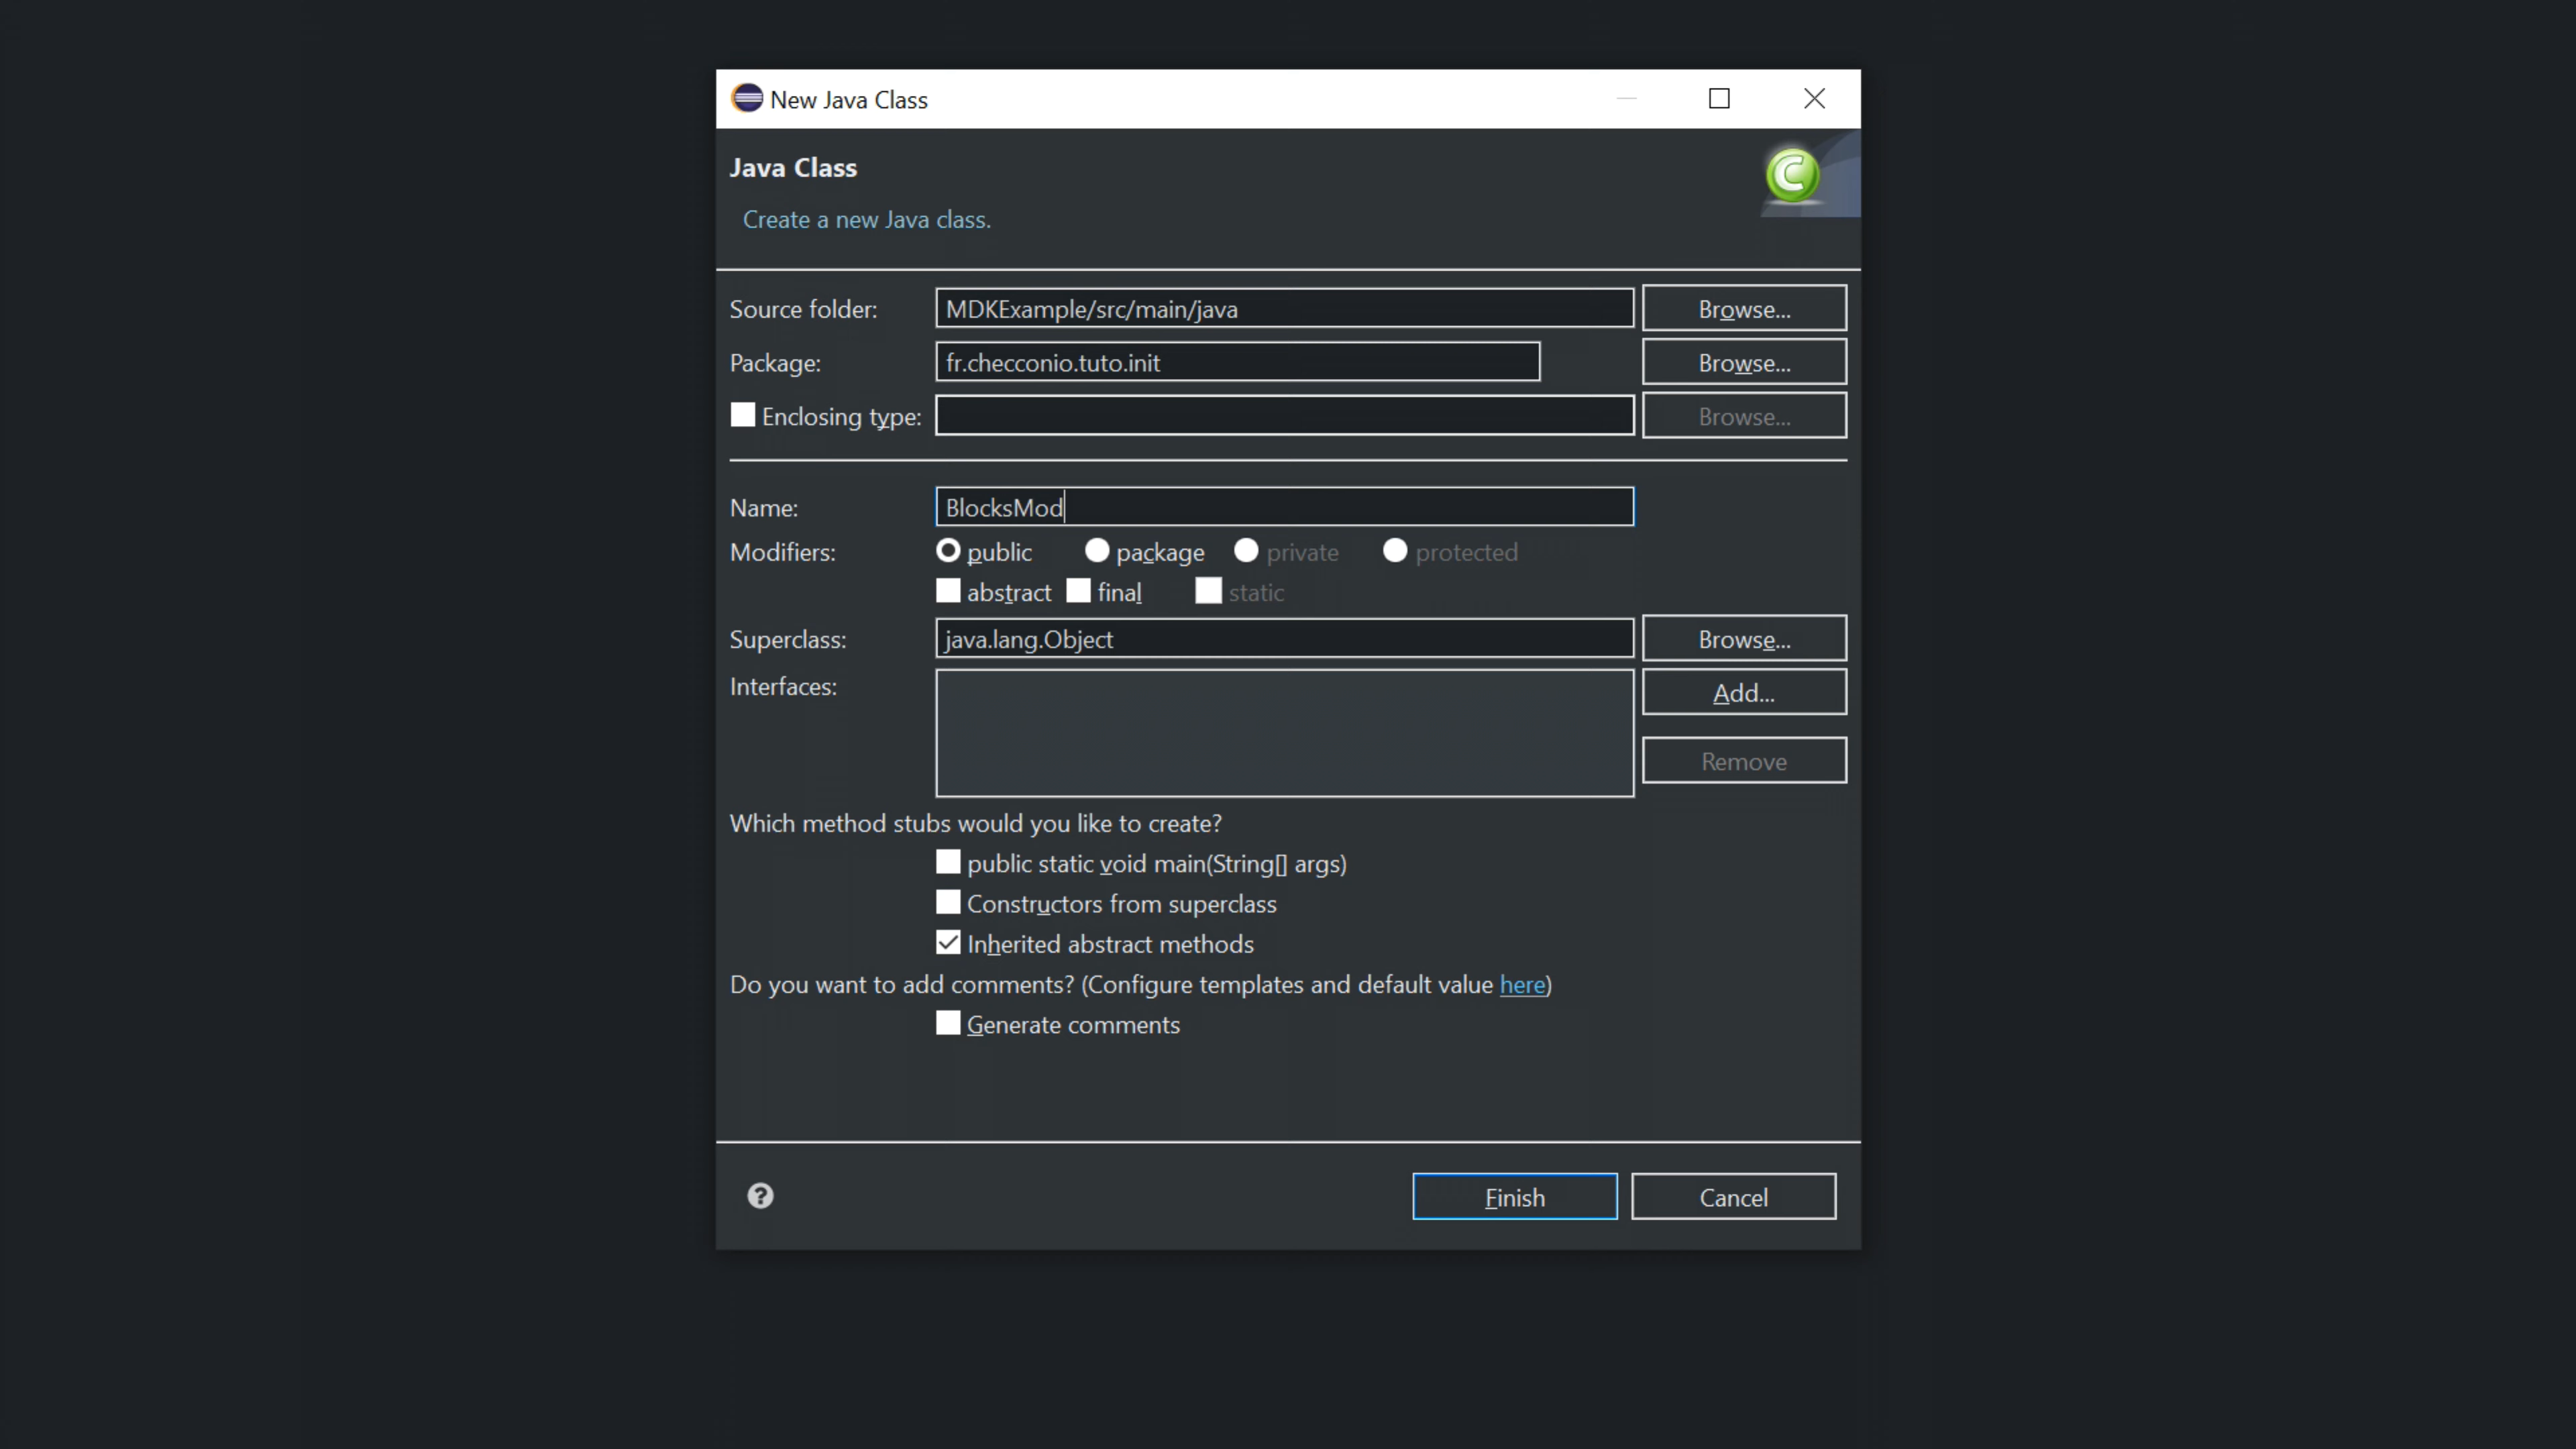 New Java Class
Java Class
Create a new Java class.
Source folder: MDKExample/src/main/java Browse...
Package: fr.checconio.tuto.init Browse...
Enclosing type: Browse...
Name: BlocksMod
Modifiers: public package private protected
abstract final static
Superclass: java.lang.Object Browse...
Interfaces: Add...
Remove
Which method stubs would you like to create?
public static void main(String[] args)
Constructors from superclass
Inherited abstract methods
Do you want to add comments? (Configure templates and default value here)
Generate comments
Finish Cancel